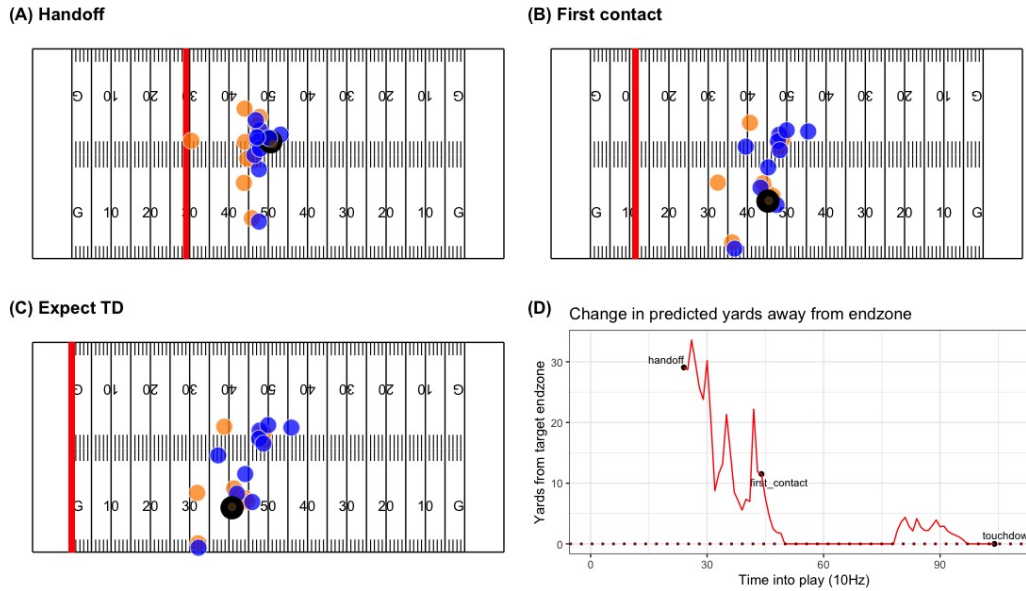 (A) Handoff
G 10 20 30 40 50 40 30 20 10 G
G 10 20 30 40 50 40 30 20 10 G
(B) First contact
G 10 20 30 40 50 40 30 20 10 G
G 10 20 30 40 50 40 30 20 10 G
(C) Expect TD
G 10 20 30 40 50 40 30 20 10 G
G 10 20 30 50 40 30 20 10 G
(D)
Change in predicted yards away from endzone
Yards from target endzone
30
20
10
0
handoff
first_contact
touchdow
0 30 60 90
Time into play (10Hz)